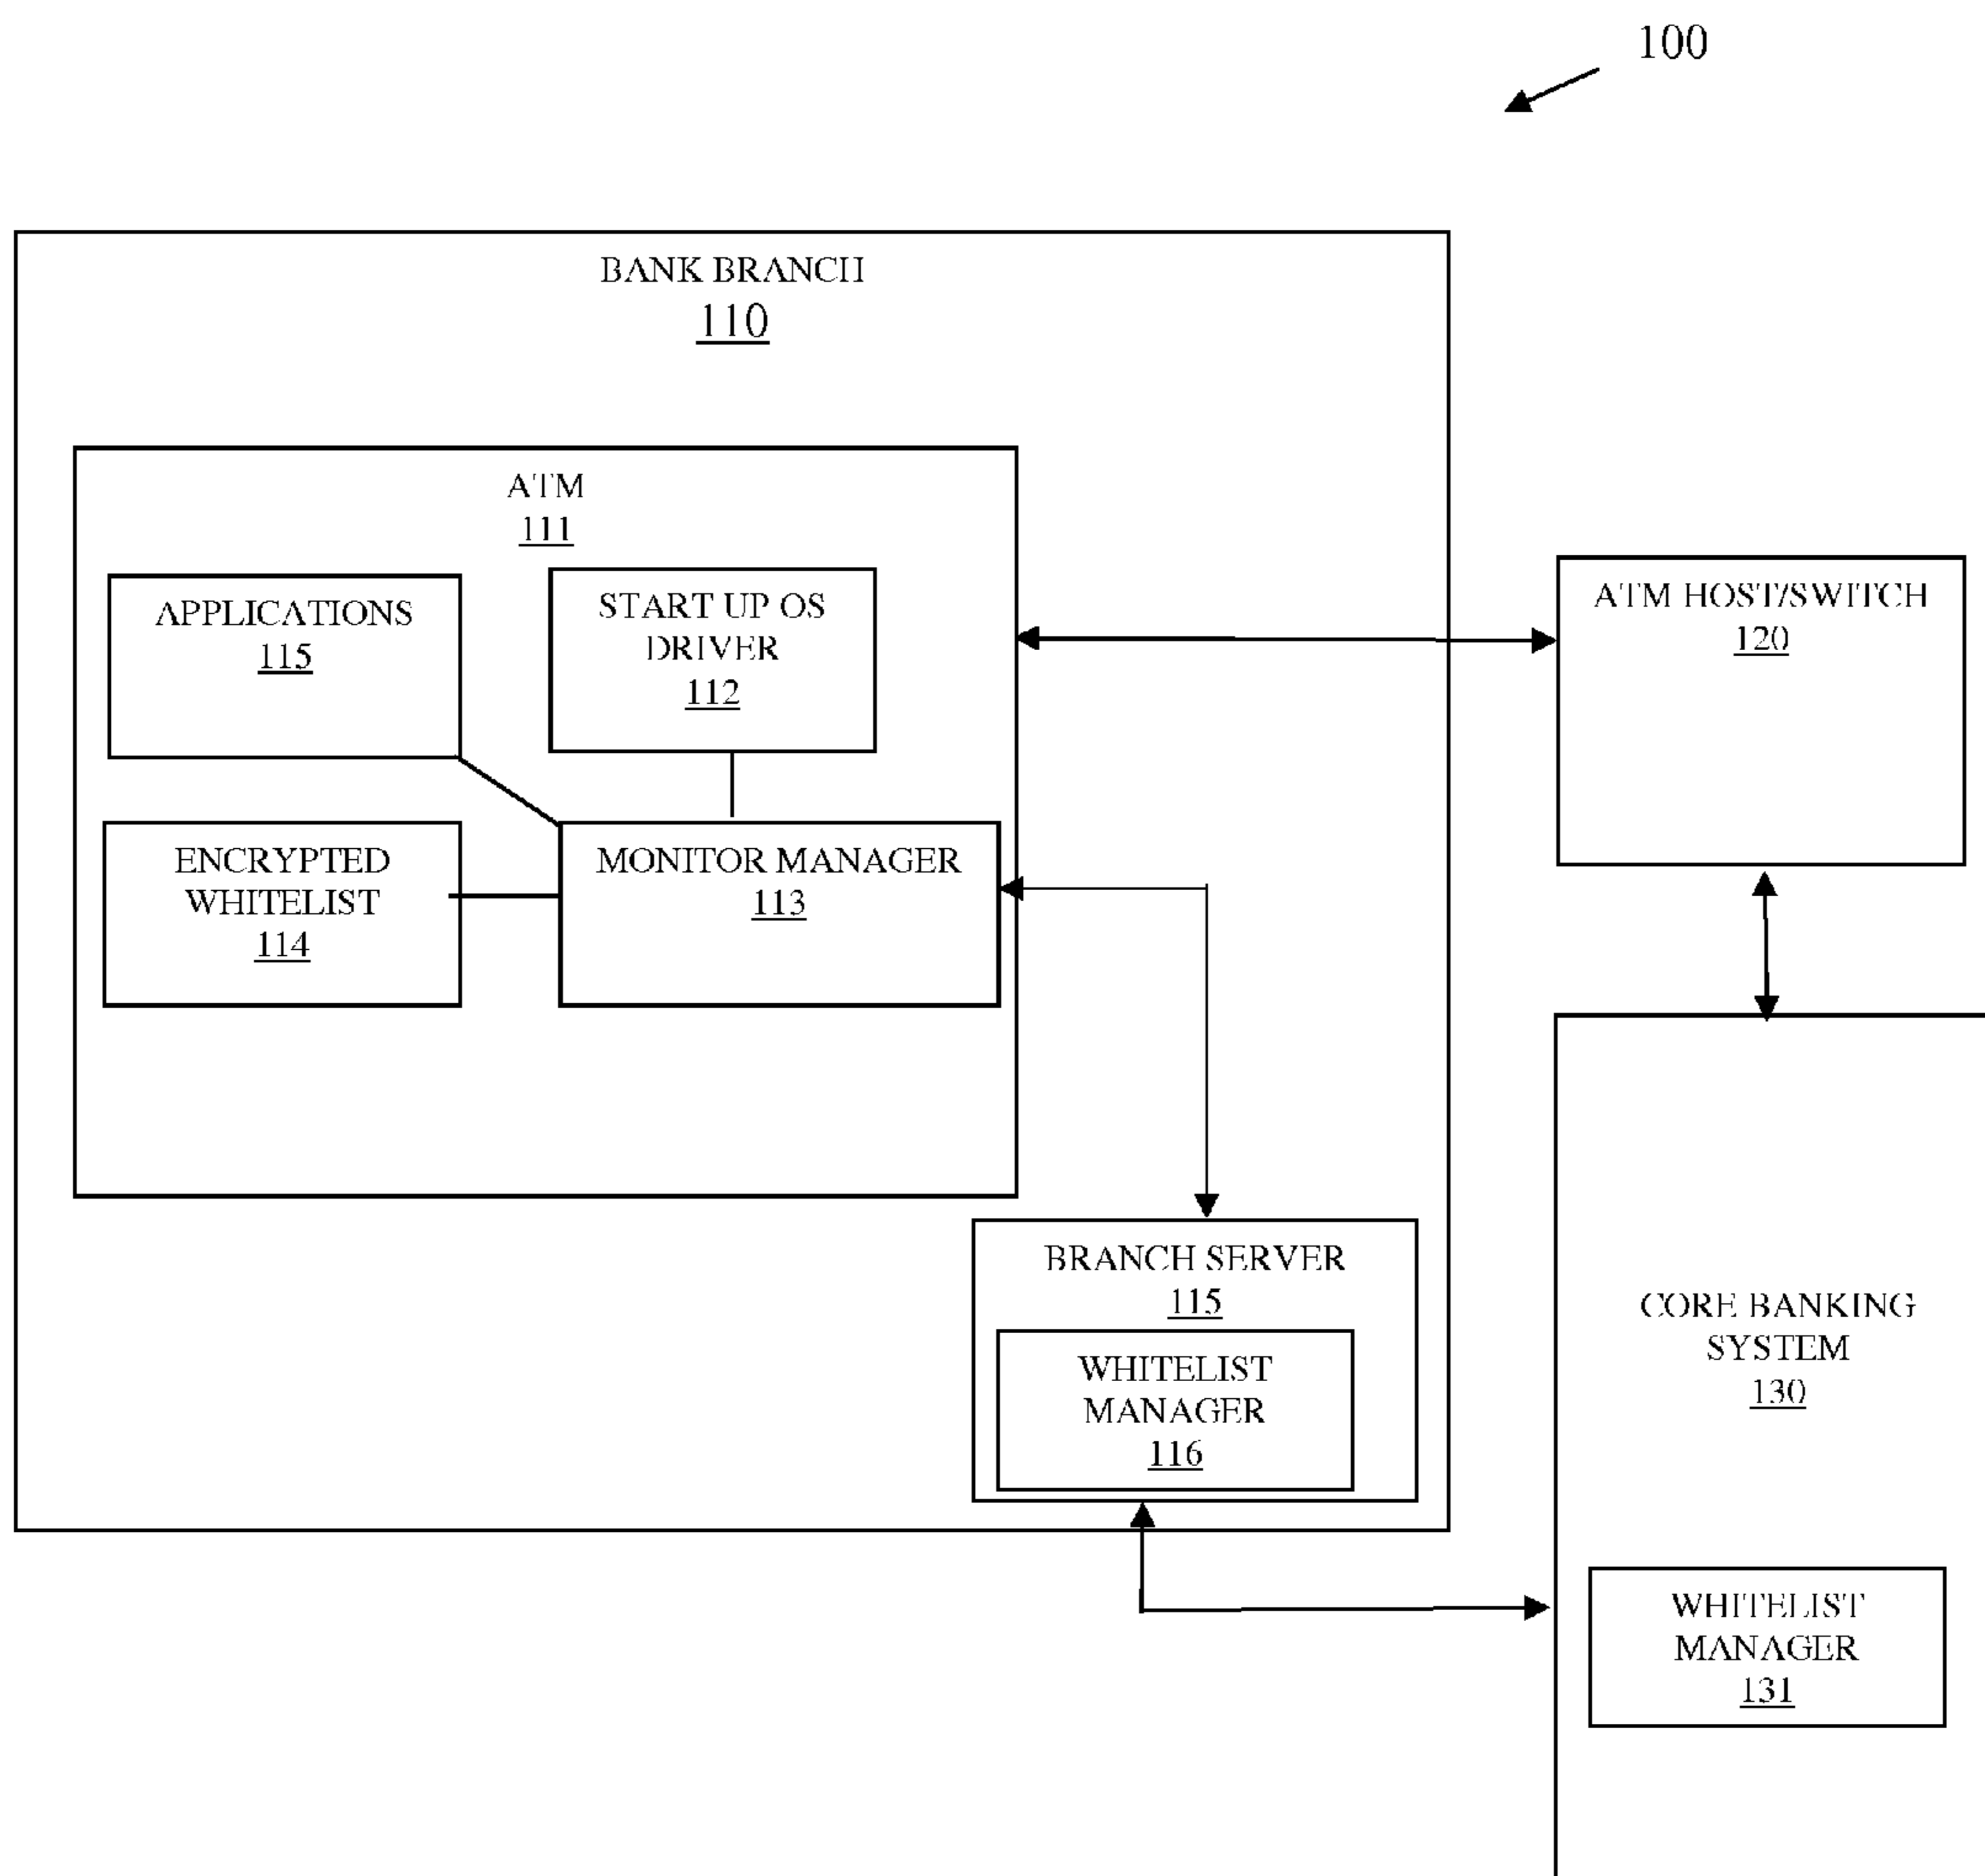 100
BANK BRANCH
110
ATM
111
APPLICATIONS
115
START UP OS
DRIVER
112
ENCRYPTED
WHITELIST
114
MONITOR MANAGER
113
ATM HOST/SWITCH
120
BRANCH SERVER
115
WHITELIST
MANAGER
116
CORE BANKING
SYSTEM
130
WHITELIST
MANAGER
131